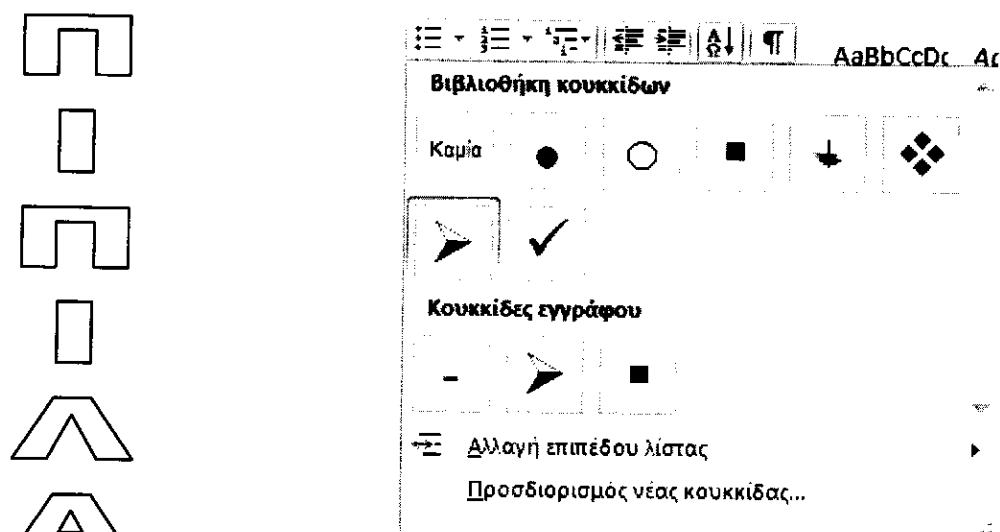 Π
Ι
Π
Ι
Λ
Α
AaBbCcDc
Βιβλιοθήκη κουκκίδων
Καμία
Κουκκίδες εγγράφου
Αλλαγή επιπέδου λίστας
Προσδιορισμός νέας κουκκίδας...